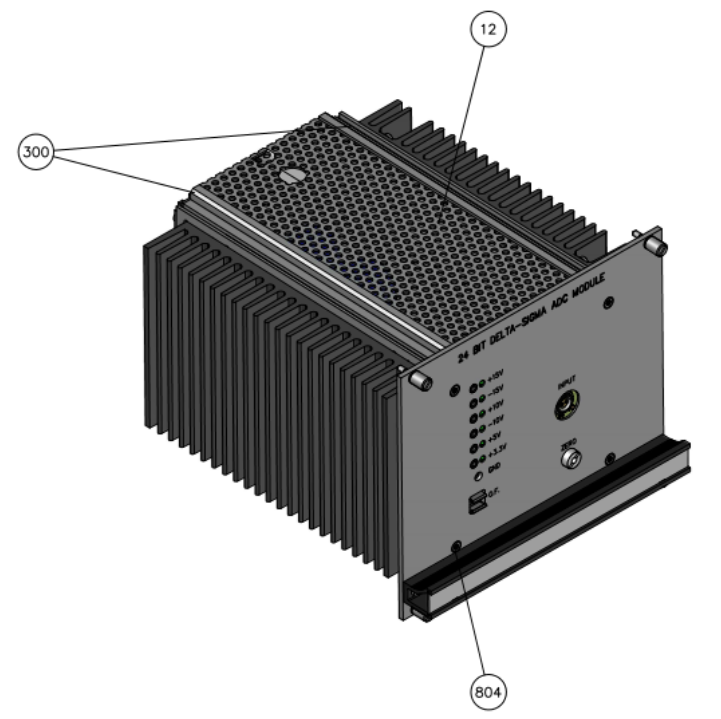 12
300
24 BIT DELTA-SIGMA ADC MODULE
+15V
-15V
+10V
-10V
+5V
+3.3V
GND
O.F.
INPUT
ZERO
804